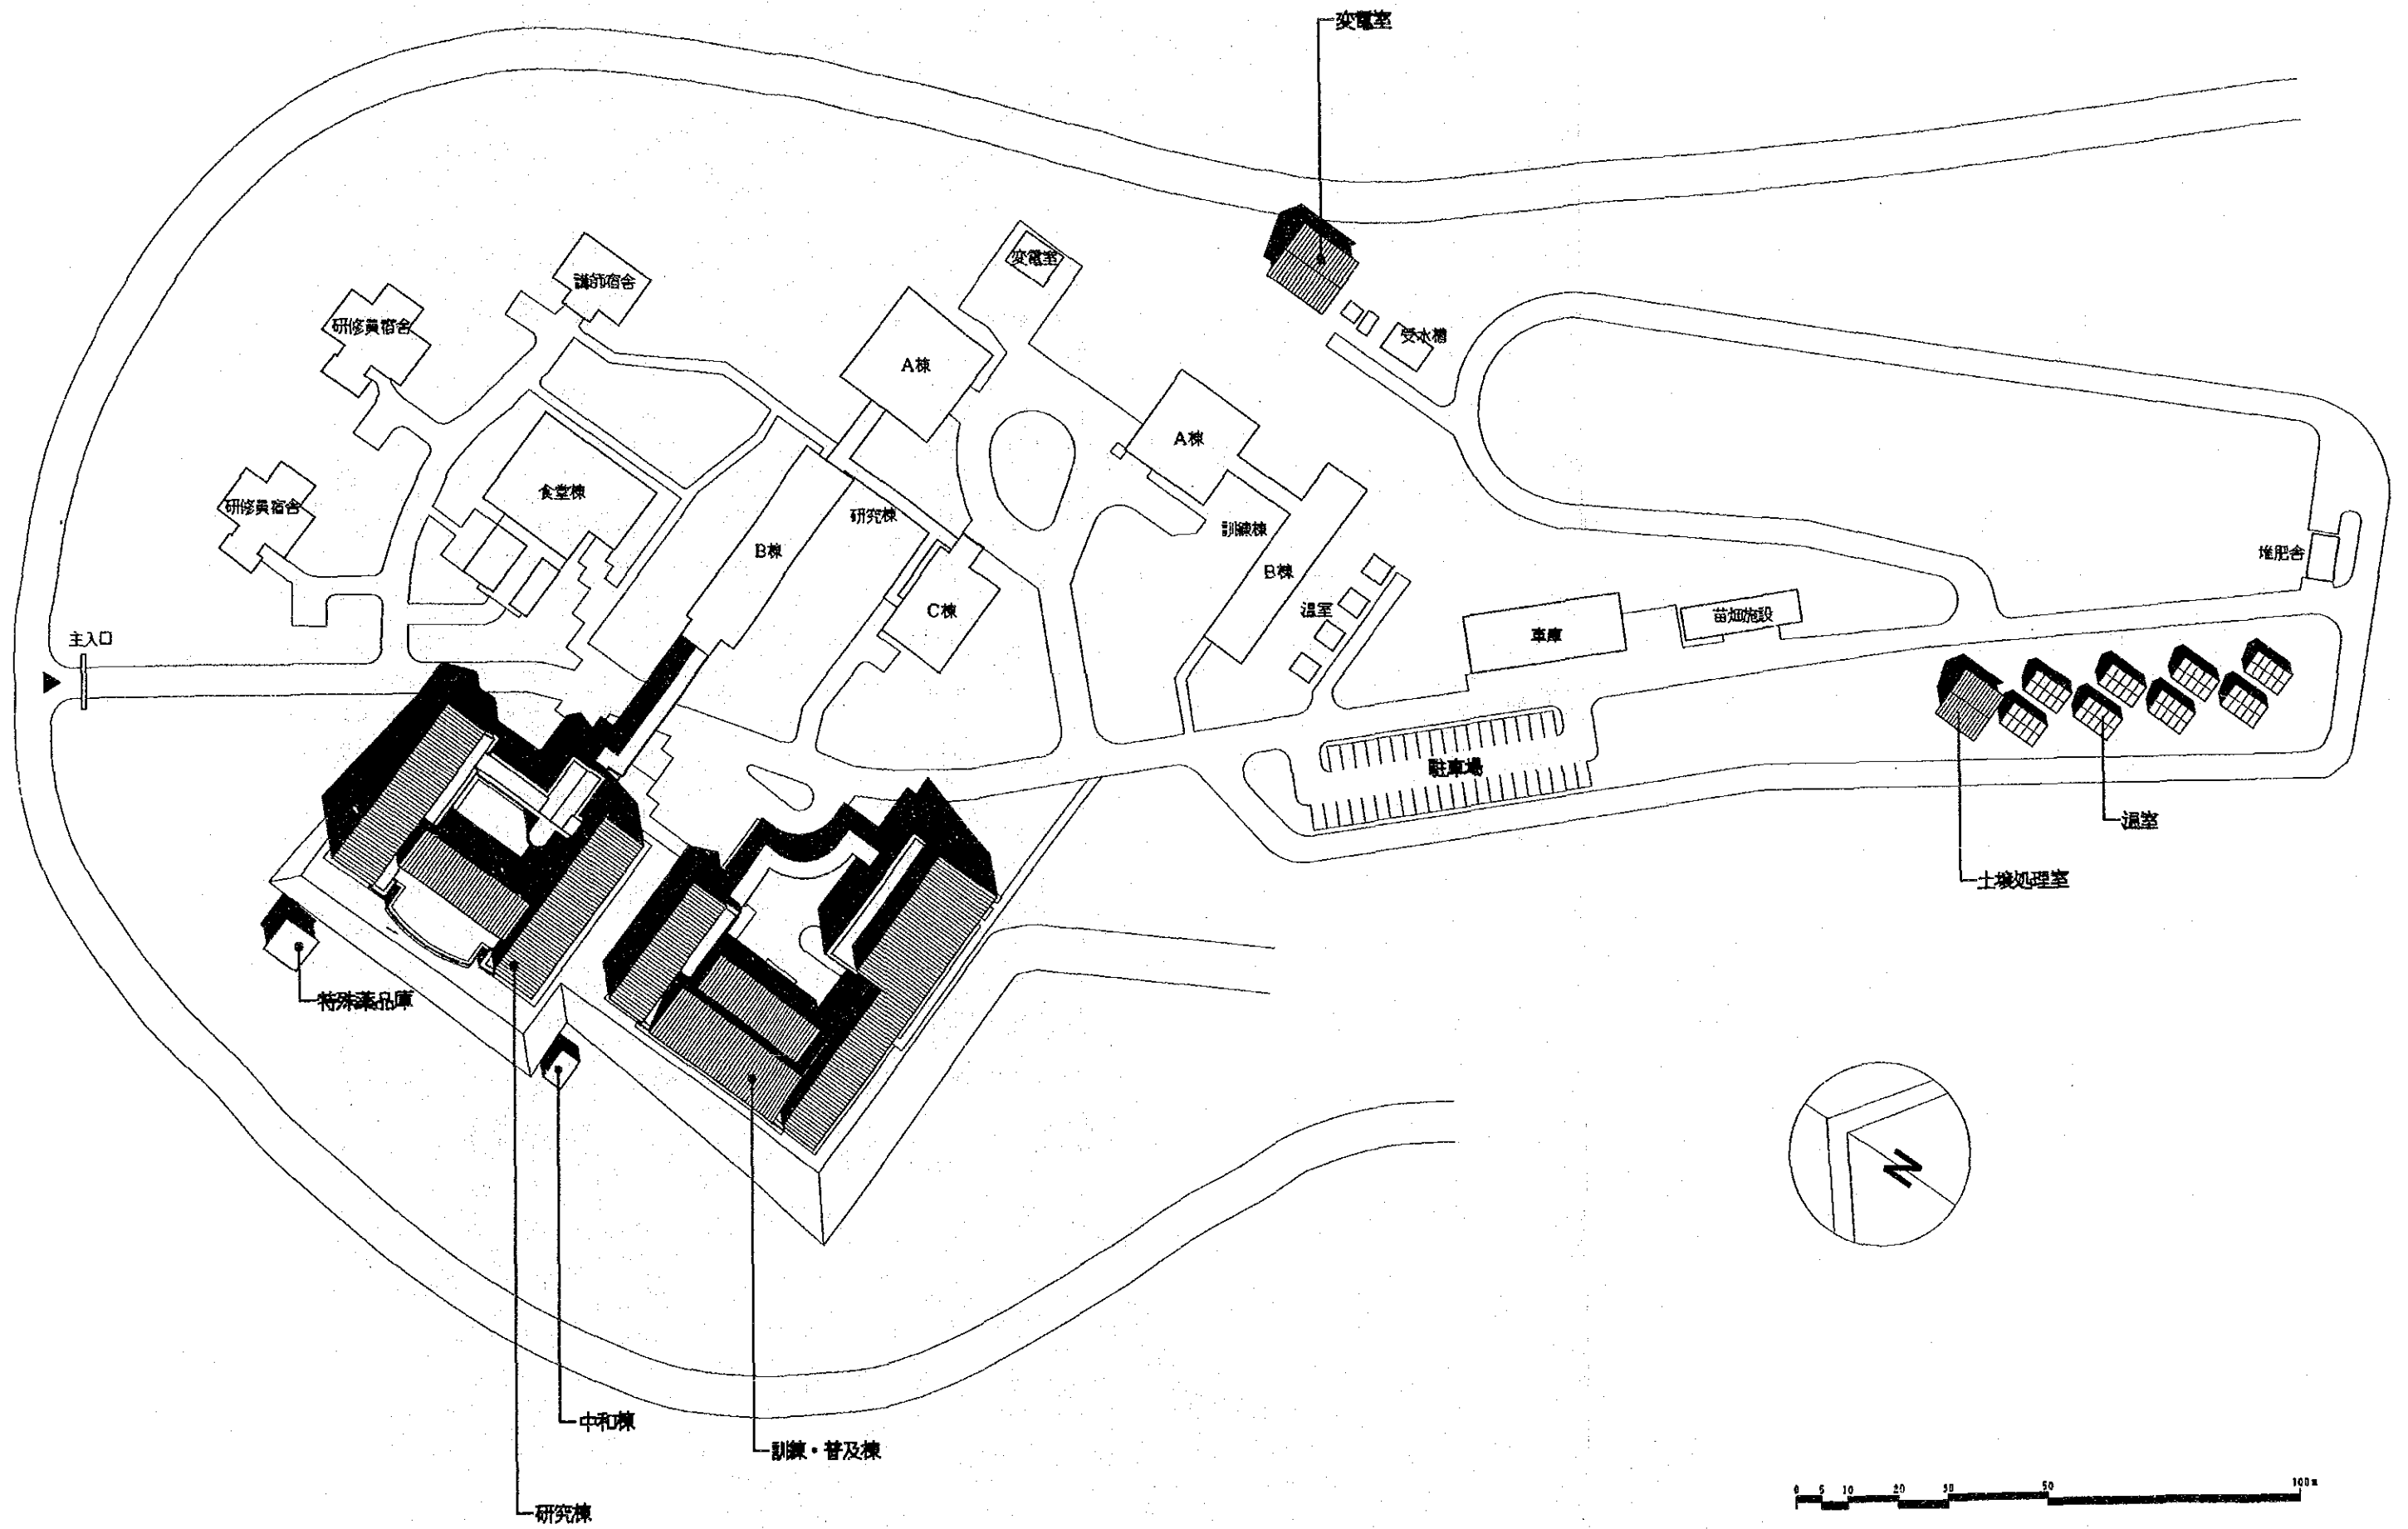 変電室
変電室
講師宿舎
研修員宿舎
受水槽
A棟
A棟
食堂棟
研修員宿舎
研究棟
訓練棟
B棟
堆肥舎
B棟
C棟
温室
苗畑施設
車庫
主入口
駐車場
温室
土壌処理室
特殊薬品庫
N
中和棟
訓練・普及棟
0 5 10 20 30 50 100m
研究棟